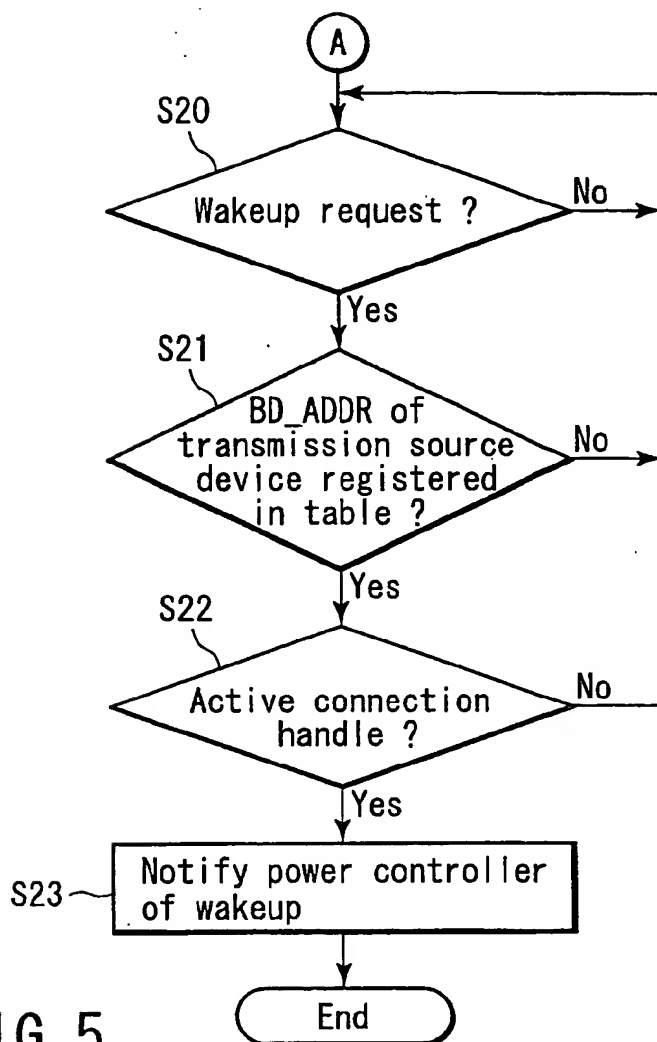 A
S20
Wakeup request ?
No
Yes
S21
BD_ADDR of
transmission source
device registered
in table ?
No
Yes
S22
Active connection
handle ?
No
Yes
S23
Notify power controller
of wakeup
End
IG. 5